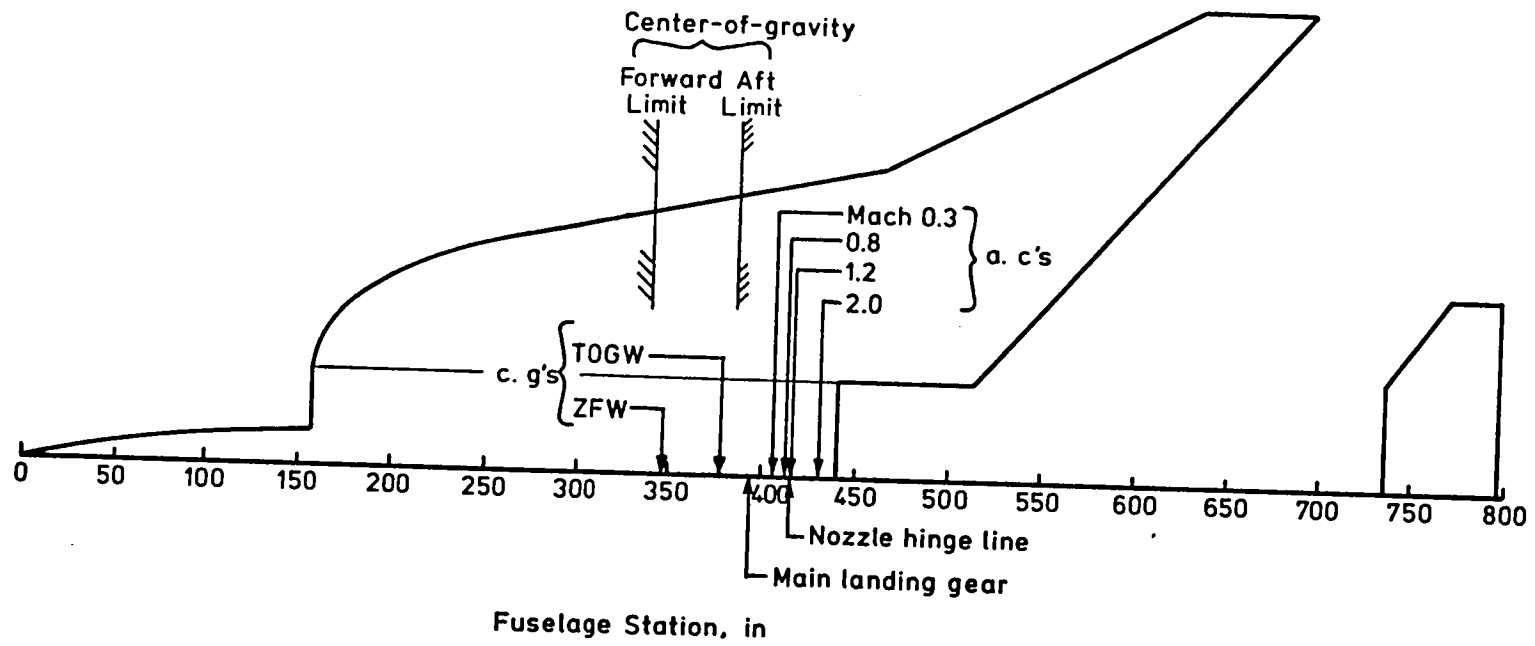 Center-of-gravity
Forward Aft
Limit Limit
Mach 0.3
0.8
a. c's
1.2
2.0
TOGW
c. g's
ZFW
0 50 100 150 200 250 300 350 400 450 500 550 600 650 700 750 800
Nozzle hinge line
Main landing gear
Fuselage Station, in